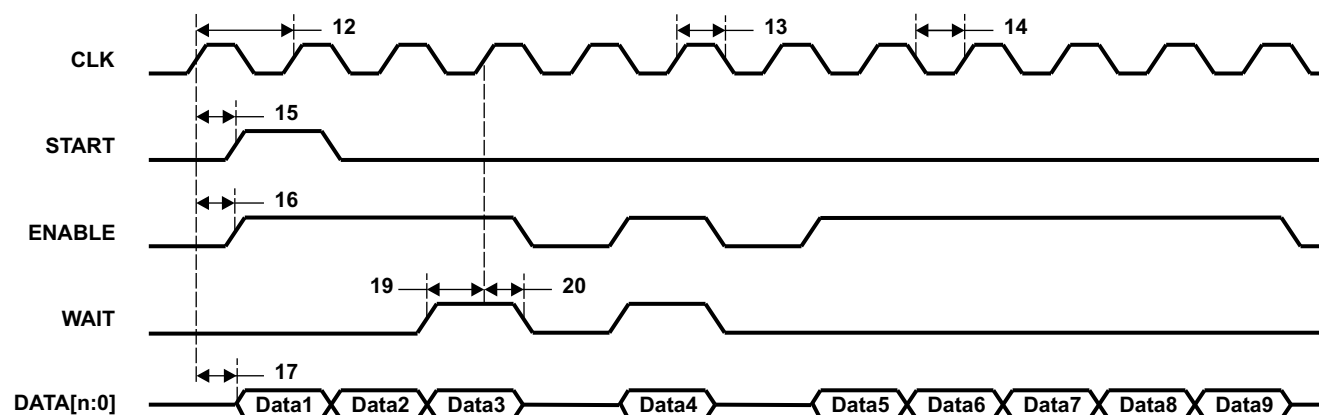 12 13 14
CLK
15
START
16
ENABLE
19 20
WAIT
17
DATA[n:0] Data1 Data2 Data3 Data4 Data5 Data6 Data7 Data8 Data9